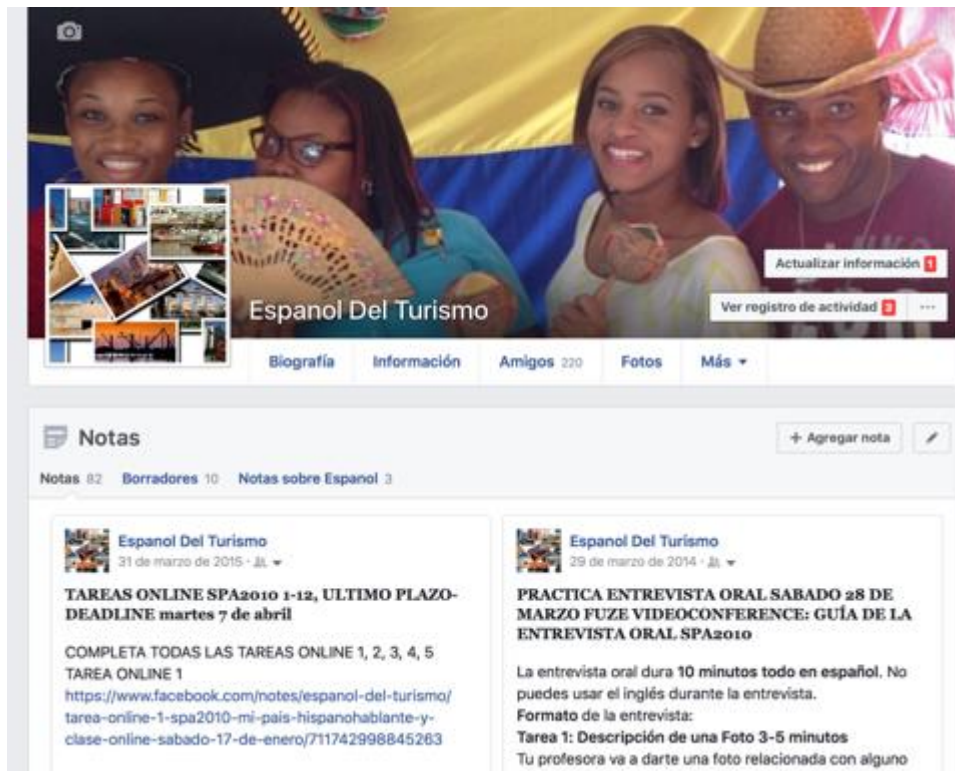 Actualizar información 1
Espanol Del Turismo
Ver registro de actividad 3 ...
Biografía Información Amigos 220 Fotos Más
Notas
+ Agregar nota
Notas 82 Borradores 10 Notas sobre Espanol 3
Espanol Del Turismo
31 de marzo de 2015 ·
TAREAS ONLINE SPA2010 1-12, ULTIMO PLAZO-
DEADLINE martes 7 de abril
COMPLETA TODAS LAS TAREAS ONLINE 1, 2, 3, 4, 5
TAREA ONLINE 1
https://www.facebook.com/notes/espanol-del-turismo/
tarea-online-1-spa2010-mi-pais-hispanohablante-y-
clase-online-sabado-17-de-enero/711742998845263
Espanol Del Turismo
29 de marzo de 2014 ·
PRACTICA ENTREVISTA ORAL SABADO 28 DE
MARZO FUZE VIDEOCONFERENCE: GUÍA DE LA
ENTREVISTA ORAL SPA2010
La entrevista oral dura 10 minutos todo en español. No
puedes usar el inglés durante la entrevista.
Formato de la entrevista:
Tarea 1: Descripción de una Foto 3-5 minutos
Tu profesora va a darte una foto relacionada con alguno